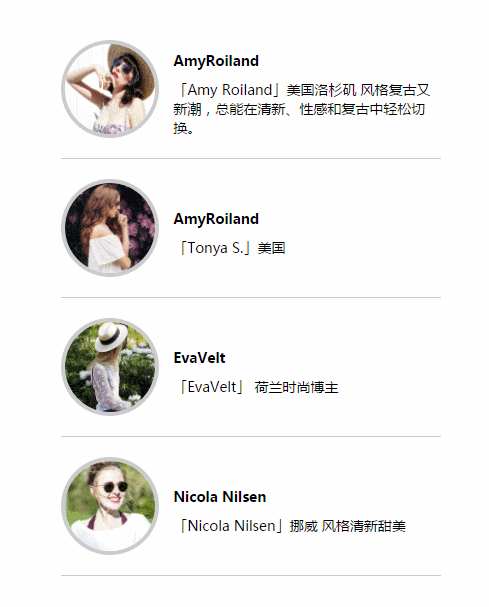 AmyRoiland
「Amy Roiland」美国洛杉矶 风格复古又
新潮，总能在清新、性感和复古中轻松切
换。
AmyRoiland
「Tonya S.」美国
EvaVelt
「EvaVelt」 荷兰时尚博主
Nicola Nilsen
「Nicola Nilsen」挪威 风格清新甜美